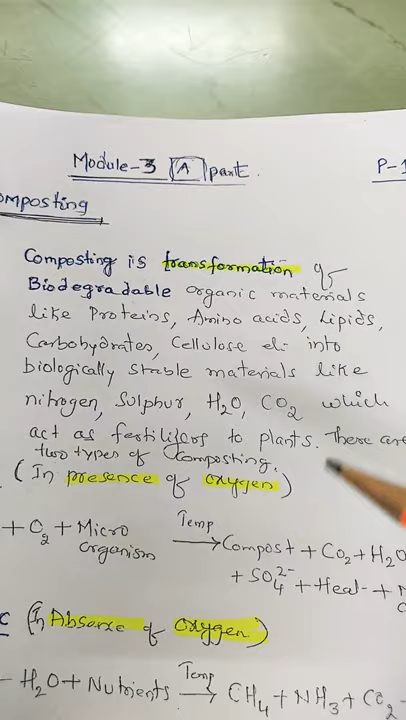 Module-3 [A] part.
P-1
omposting
Composting is transformation of
Biodegradable organic materials
like Proteins, Amino acids, Lipids,
Carbohydrates, Cellulose etc into
biologically stable materials like
nitrogen, Sulphur, H2O, CO2 which
act as fertilizers to plants. There are
two types of Composting.
(In presence of oxygen)
+ O2 + Micro organism —Temp→ Compost + CO2 + H2O
+ SO4^2- + Heat +
c (In Absence of oxygen)
- H2O + Nutrients —Temp→ CH4 + NH3 + CO2